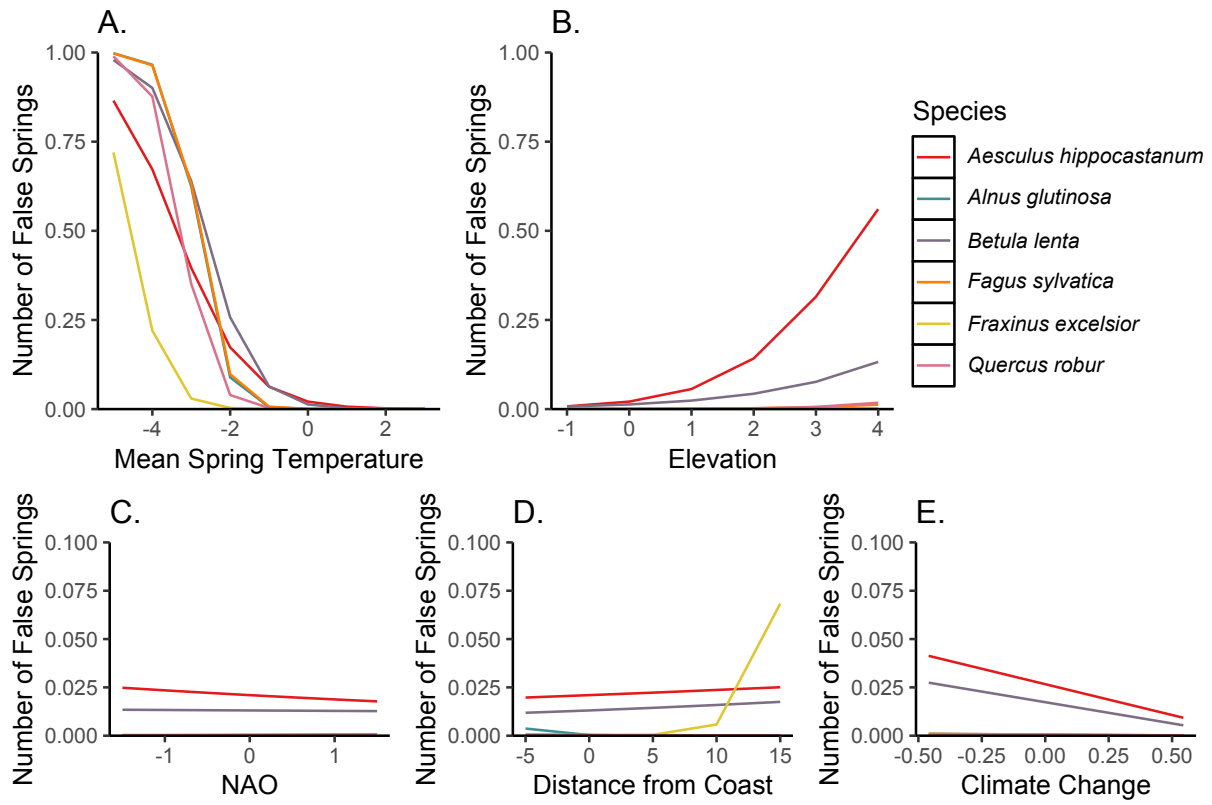 A.
Number of False Springs
1.00
0.75
0.50
0.25
0.00
-4
-2
0
2
Mean Spring Temperature
B.
Number of False Springs
1.00
0.75
0.50
0.25
0.00
-1
0
1
2
3
4
Elevation
Species
Aesculus hippocastanum
Alnus glutinosa
Betula lenta
Fagus sylvatica
Fraxinus excelsior
Quercus robur
C.
Number of False Springs
0.100
0.075
0.050
0.025
0.000
-1
0
1
NAO
D.
Number of False Springs
0.100
0.075
0.050
0.025
0.000
-5
0
5
10
15
Distance from Coast
E.
Number of False Springs
0.100
0.075
0.050
0.025
0.000
-0.50
-0.25
0.00
0.25
0.50
Climate Change